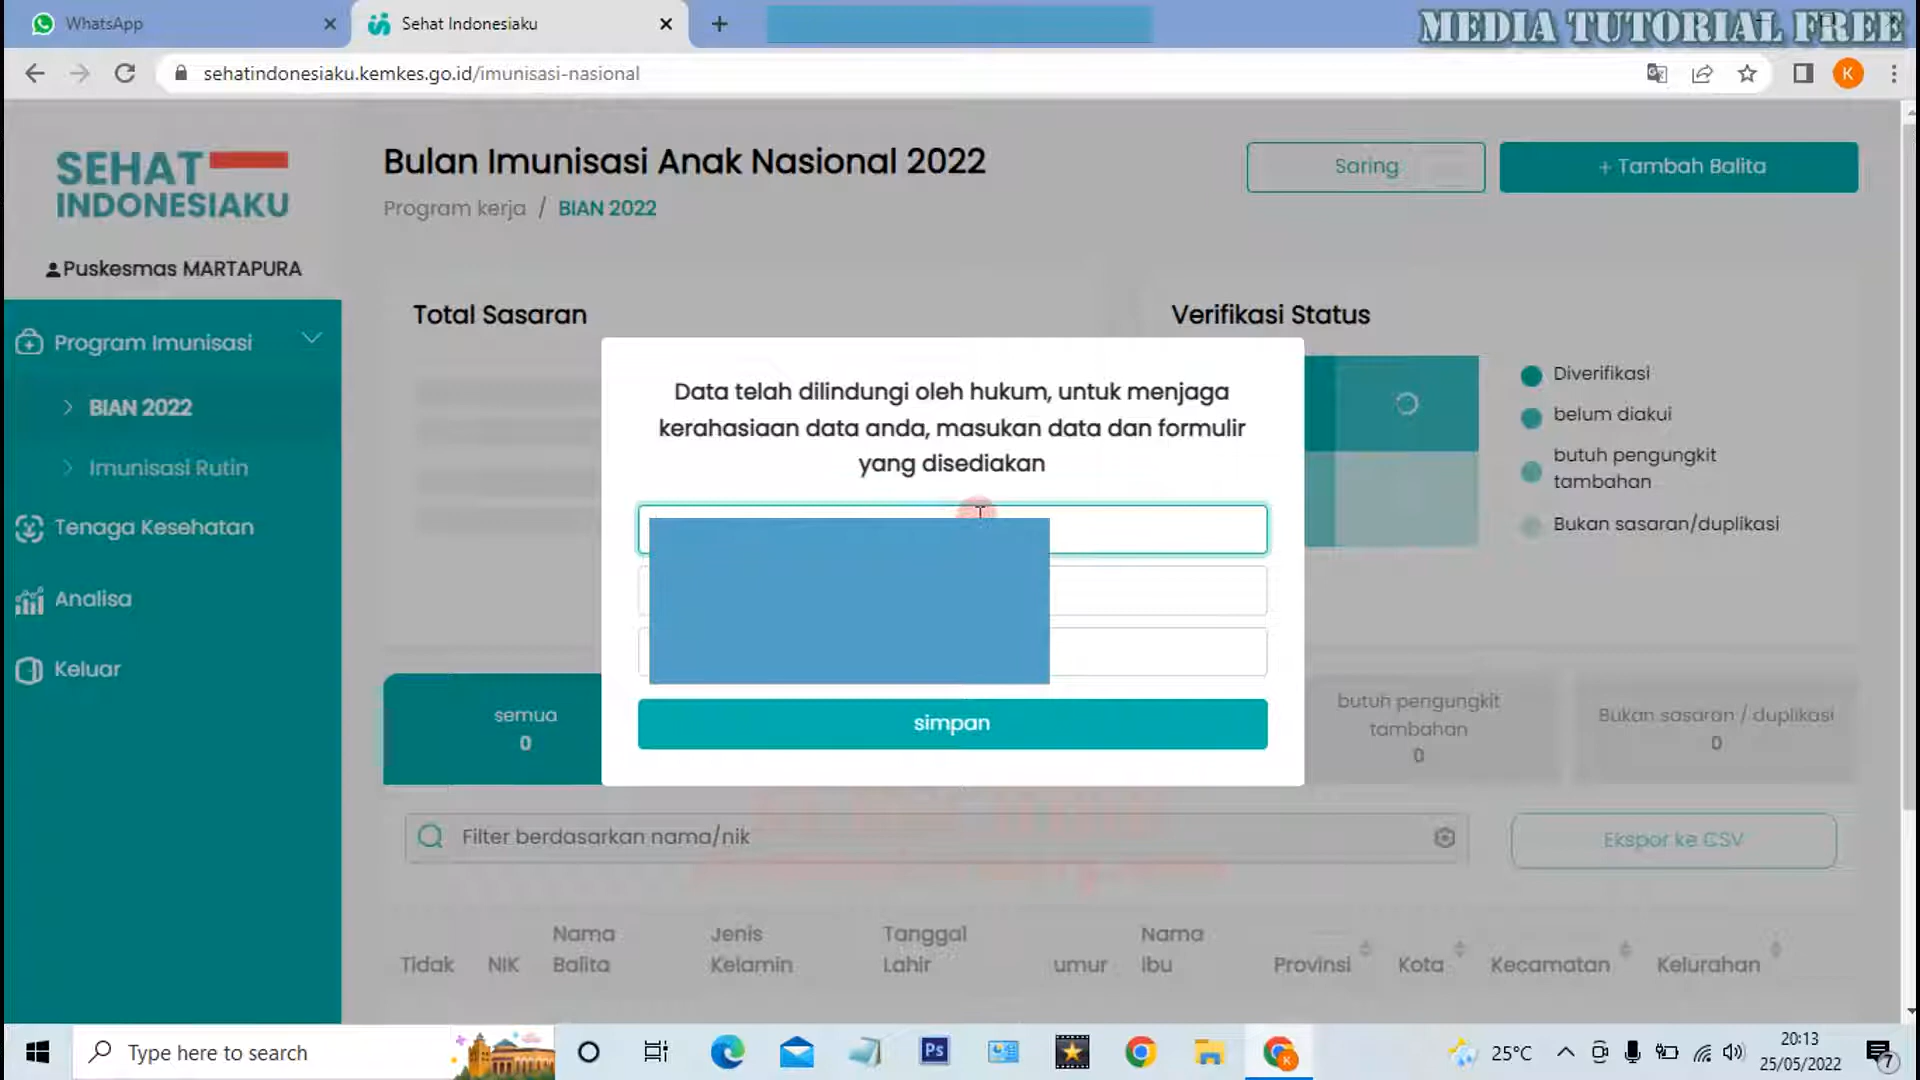 WhatsApp
Sehat Indonesiaku
MEDIA TUTORIAL FREE
sehatindonesiaku.kemkes.go.id/imunisasi-nasional
K
SEHAT
INDONESIAKU
Puskesmas MARTAPURA
Program Imunisasi
BIAN 2022
Imunisasi Rutin
Tenaga Kesehatan
Analisa
Keluar
Bulan Imunisasi Anak Nasional 2022
Program kerja / BIAN 2022
Saring
+ Tambah Balita
Total Sasaran
Verifikasi Status
Diverifikasi
belum diakui
butuh pengungkit
tambahan
Bukan sasaran/duplikasi
Data telah dilindungi oleh hukum, untuk menjaga
kerahasiaan data anda, masukan data dan formulir
yang disediakan
simpan
semua
0
butuh pengungkit
tambahan
0
Bukan sasaran / duplikasi
0
Filter berdasarkan nama/nik
Ekspor ke CSV
Tidak
NIK
Nama
Balita
Jenis
Kelamin
Tanggal
Lahir
umur
Nama
Ibu
Provinsi
Kota
Kecamatan
Kelurahan
Type here to search
Ps
K
25°C
20:13
25/05/2022
7